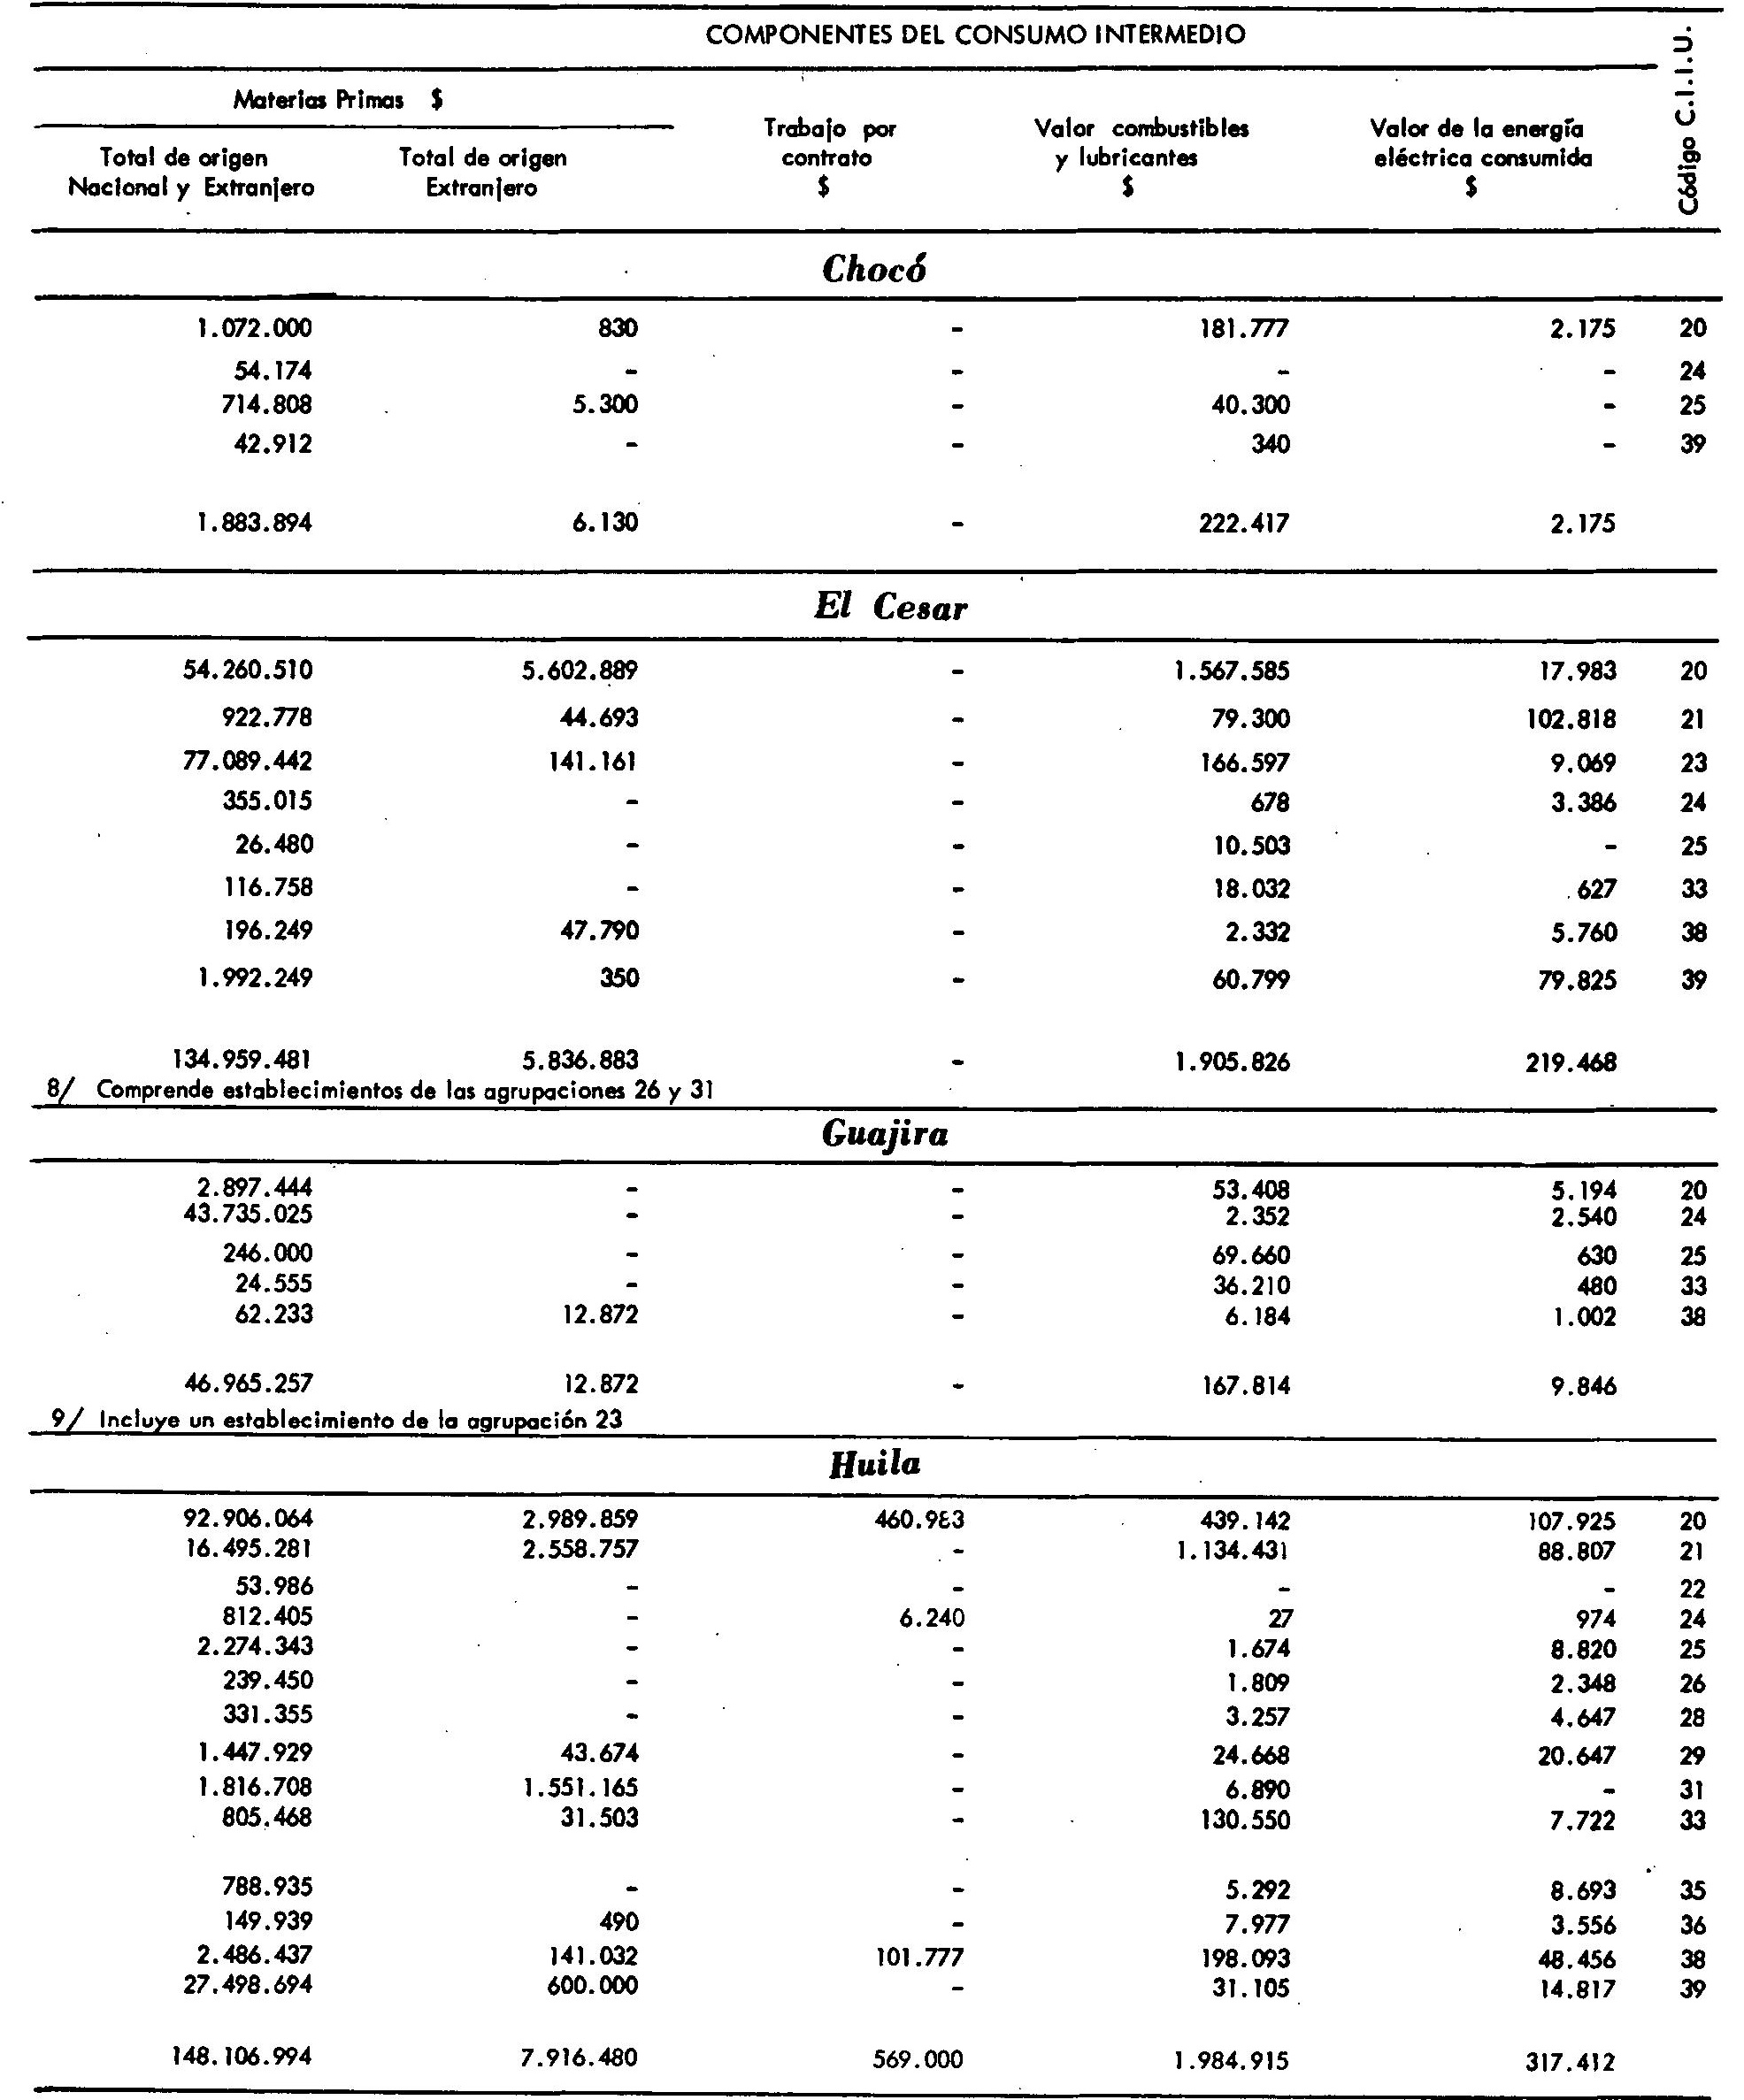 COMPONENTES DEL CONSUMO INTERMEDIO
Código C.I.I.U.
Materias Primas $
Total de origen Nacional y Extranjero
Total de origen Extranjero
Trabajo por contrato $
Valor combustibles y lubricantes $
Valor de la energía eléctrica consumida $
Chocó
1.072.000 830 - 181.777 2.175 20
54.174 - - - - 24
714.808 5.300 - 40.300 - 25
42.912 - - 340 - 39
1.883.894 6.130 - 222.417 2.175
El Cesar
54.260.510 5.602.889 - 1.567.585 17.983 20
922.778 44.693 - 79.300 102.818 21
77.089.442 141.161 - 166.597 9.069 23
355.015 - - 678 3.386 24
26.480 - - 10.503 - 25
116.758 - - 18.032 627 33
196.249 47.790 - 2.332 5.760 38
1.992.249 350 - 60.799 79.825 39
134.959.481 5.836.883 - 1.905.826 219.468
8/ Comprende establecimientos de las agrupaciones 26 y 31
Guajira
2.897.444 - - 53.408 5.194 20
43.735.025 - - 2.352 2.540 24
246.000 - - 69.660 630 25
24.555 - - 36.210 480 33
62.233 12.872 - 6.184 1.002 38
46.965.257 12.872 - 167.814 9.846
9/ Incluye un establecimiento de la agrupación 23
Huila
92.906.064 2.989.859 460.983 439.142 107.925 20
16.495.281 2.558.757 - 1.134.431 88.807 21
53.986 - - - - 22
812.405 - 6.240 27 974 24
2.274.343 - - 1.674 8.820 25
239.450 - - 1.809 2.348 26
331.355 - - 3.257 4.647 28
1.447.929 43.674 - 24.668 20.647 29
1.816.708 1.551.165 - 6.890 - 31
805.468 31.503 - 130.550 7.722 33
788.935 - - 5.292 8.693 35
149.939 490 - 7.977 3.556 36
2.486.437 141.032 101.777 198.093 48.456 38
27.498.694 600.000 - 31.105 14.817 39
148.106.994 7.916.480 569.000 1.984.915 317.412